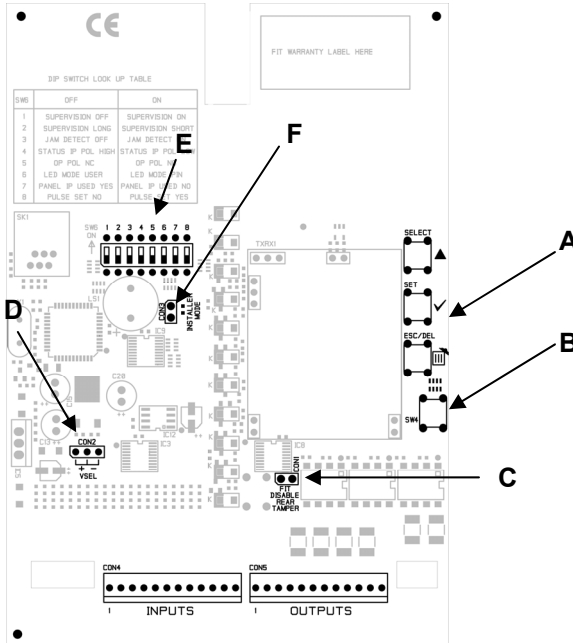 CE
FIT WARRANTY LABEL HERE
DIP SWITCH LOOK UP TABLE
SW6 OFF ON
1 SUPERVISION OFF SUPERVISION ON
2 SUPERVISION LONG SUPERVISION SHORT
3 JAM DETECT OFF JAM DETECT
4 STATUS IP POL HIGH STATUS IP POL
5 OP POL NC OP POL
6 LED MODE USER LED MODE
7 PANEL IP USED YES PANEL IP USED NO
8 PULSE SET NO PULSE SET YES
E
F
SK1
SW6
ON
1 2 3 4 5 6 7 8
K
TXRX1
SELECT
A
SET
ESC/DEL
B
SW4
D
LS1
CON3
INSTALLER
MODE
IC9
C20
C13
IC12
IC3
CON2
+ −
VSEL
IC8
CON1
C
FIT
DISABLE
REAR
TAMPER
CON4
CON5
1 INPUTS
1 OUTPUTS